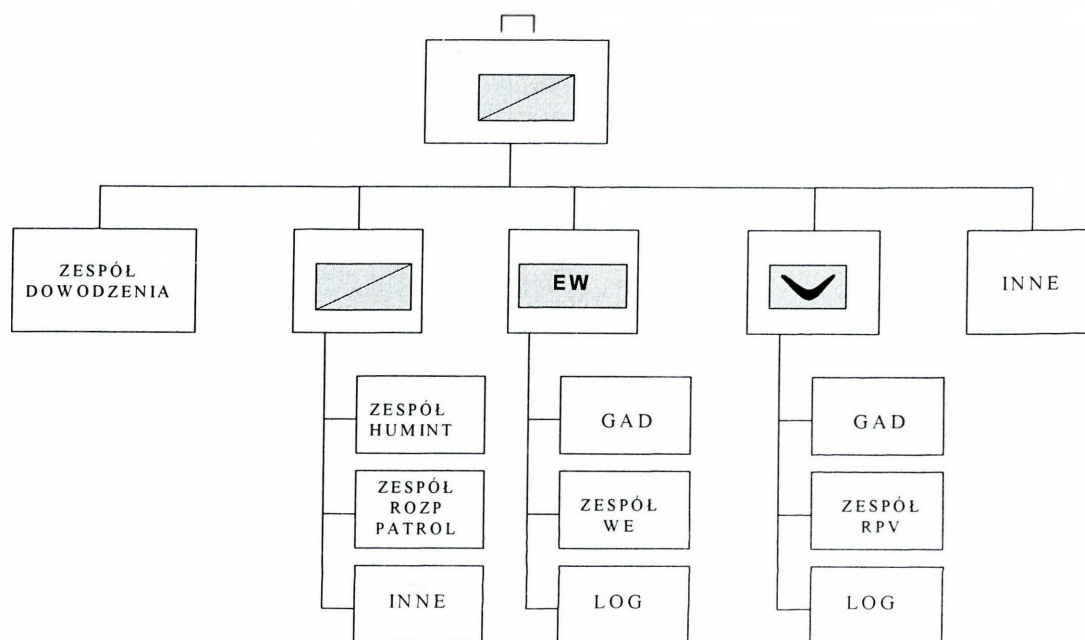 ZESPÓŁ
DOWODZENIA
EW
INNE
ZESPÓŁ
HUMINT
GAD
GAD
ZESPÓŁ
ROZP
PATROL
ZESPÓŁ
WE
ZESPÓŁ
RPV
INNE
LOG
LOG